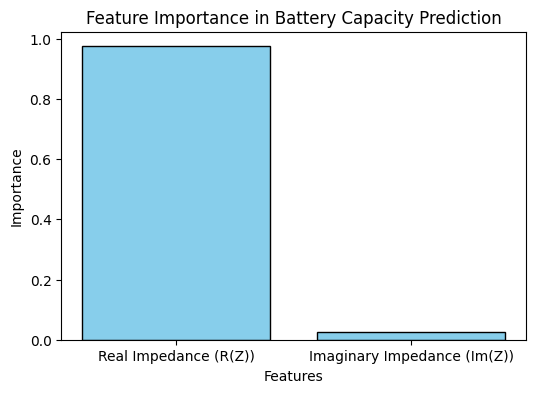 Feature Importance in Battery Capacity Prediction
1.0
0.8
0.6
0.4
0.2
0.0
Importance
Real Impedance (R(Z))
Imaginary Impedance (Im(Z))
Features